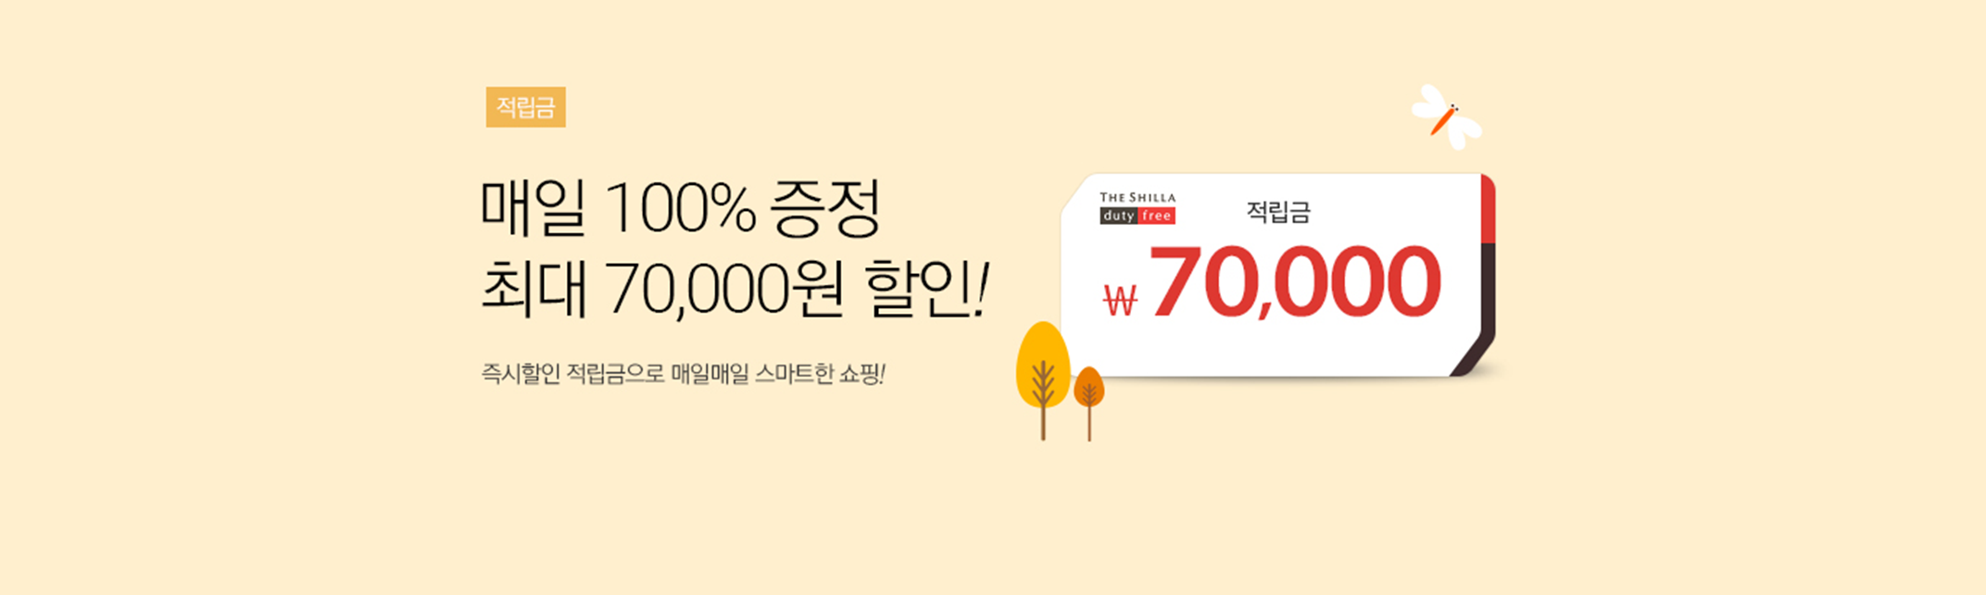 적립금
매일 100% 증정
최대 70,000원 할인!
즉시할인 적립금으로 매일매일 스마트한 쇼핑!
THE SHILLA
duty free
적립금
₩ 70,000